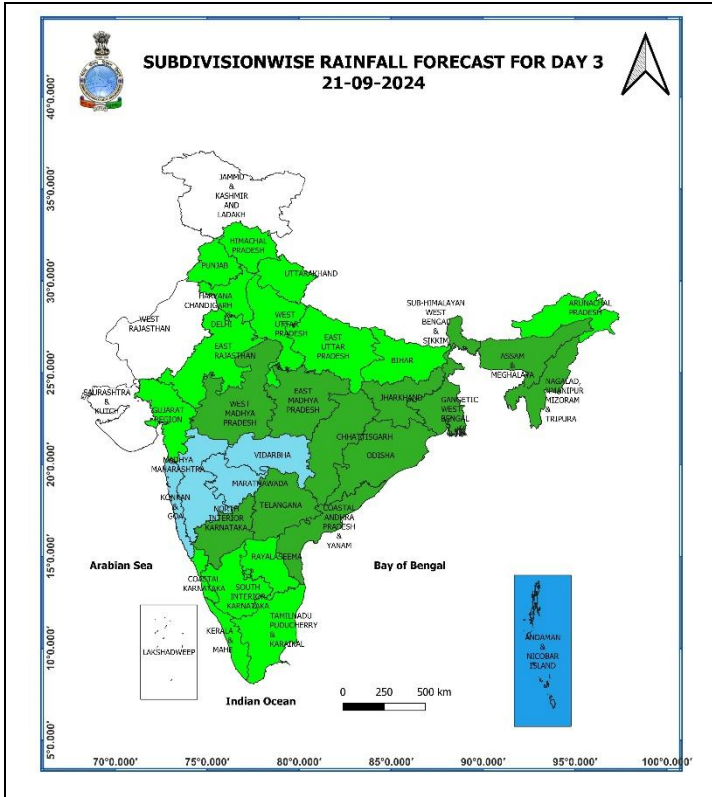 SUBDIVISIONWISE RAINFALL FORECAST FOR DAY 3
21-09-2024
40°0.000'
35°0.000'
30°0.000'
25°0.000'
20°0.000'
15°0.000'
10°0.000'
5°0.000'
JAMMU
&
KASHMIR
AND
LADAKH
HIMACHAL
PRADESH
PUNJAB
UTTARAKHAND
HARYANA
CHANDIGARH
&
DELHI
WEST
RAJASTHAN
WEST
UTTAR
PRADESH
EAST
RAJASTHAN
EAST
UTTAR
PRADESH
BIHAR
SUB-HIMALAYAN
WEST
BENGAL
&
SIKKIM
ARUNACHAL
PRADESH
ASSAM
&
MEGHALAYA
NAGALAD,
MANIPUR
MIZORAM
&
TRIPURA
SAURASHTRA
&
KUTCH
GUJARAT
REGION
WEST
MADHYA
PRADESH
EAST
MADHYA
PRADESH
JHARKHAND
GANGETIC
WEST
BENGAL
CHHATTISGARH
ODISHA
VIDARBHA
MADHYA
MAHARASHTRA
MARATHAWADA
KONKAN
&
GOA
NORTH
INTERIOR
KARNATAKA
TELANGANA
COASTAL
ANDHRA
PRADESH
&
YANAM
RAYALASEEMA
COASTAL
KARNATAKA
SOUTH
INTERIOR
KARNATAKA
TAMILNADU
PUDUCHERRY
&
KARAIKAL
KERALA
&
MAHE
LAKSHADWEEP
ANDAMAN
&
NICOBAR
ISLAND
Arabian Sea
Bay of Bengal
Indian Ocean
0 250 500 km
70°0.000' 75°0.000' 80°0.000' 85°0.000' 90°0.000' 95°0.000' 100°0.000'